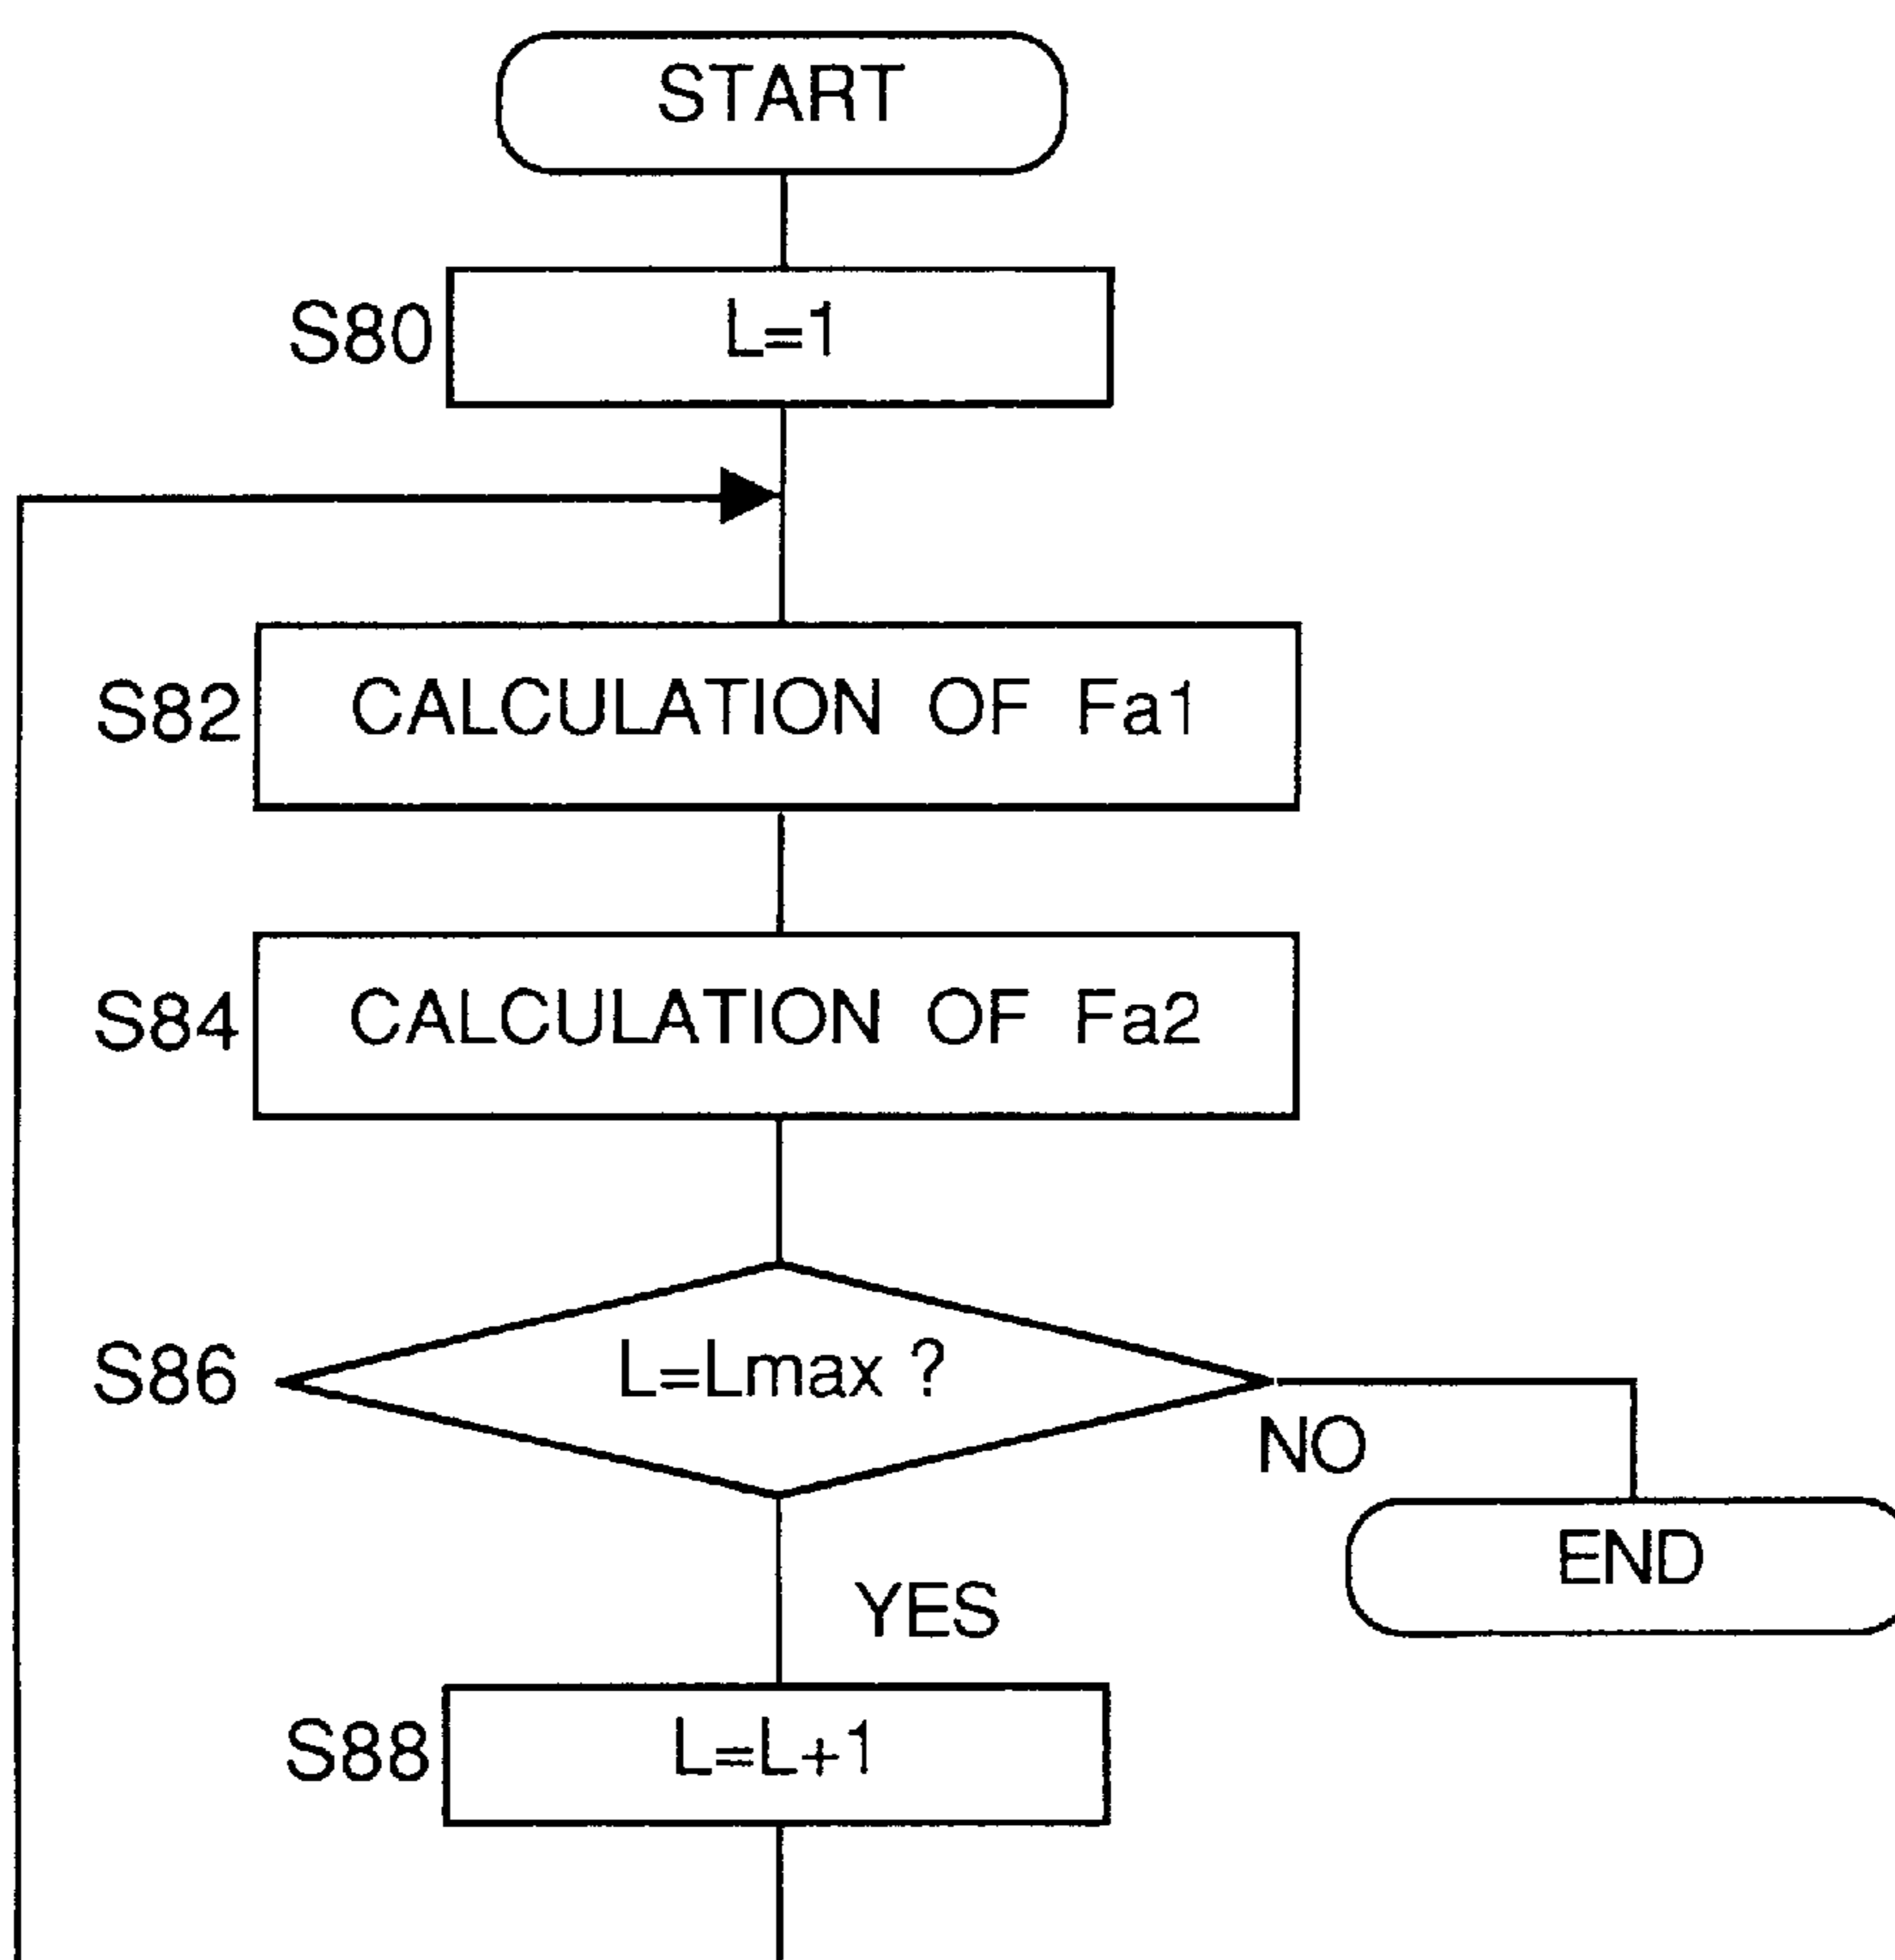 START
S80
L=1
S82
CALCULATION OF Fa1
S84
CALCULATION OF Fa2
S86
L=Lmax ?
NO
END
YES
S88
L=L+1